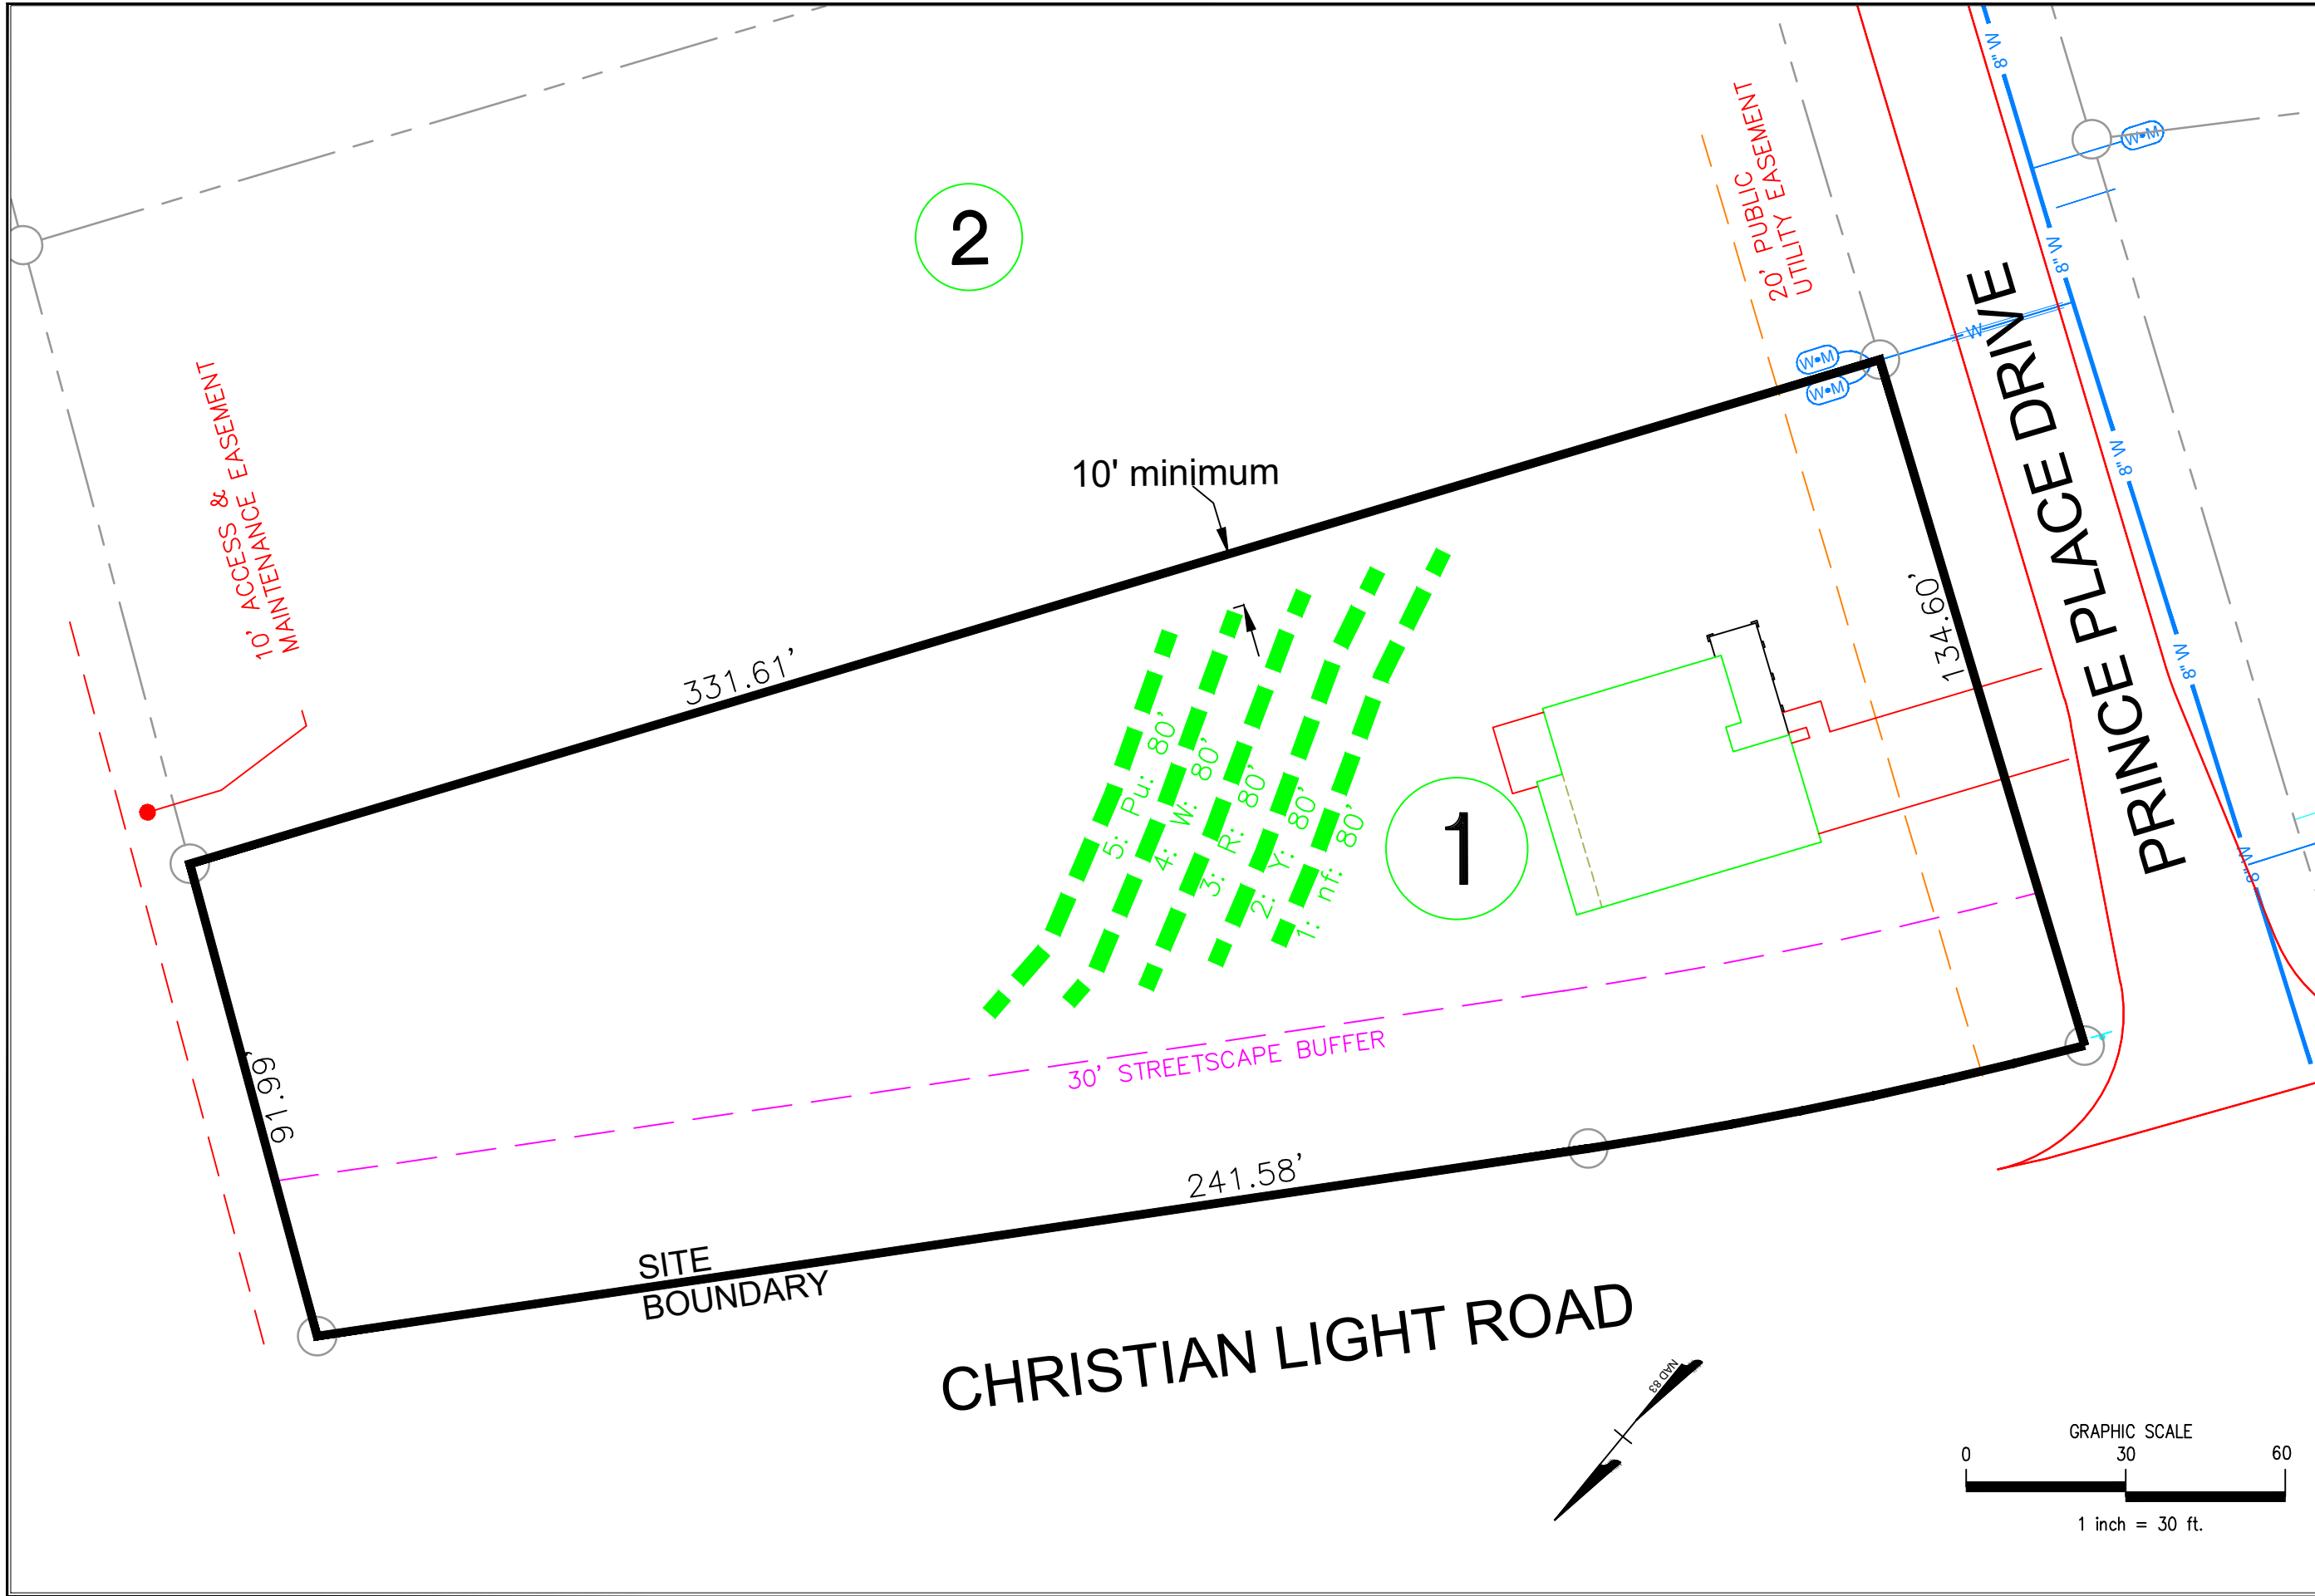 W"8
2
W•M
20' PUBLIC
UTILITY EASEMENT
W"8
W
W•M
W•M
PRINCE PLACE DRIVE
10' ACCESS & EASEMENT
MAINTENANCE EASEMENT
10' minimum
W"8
331.61'
134.60'
W"8
5: Pu: 80'
4: W: 80'
3: R: 80'
2: Y: 80'
1: nf: 80'
1
W"8
30' STREETSCAPE BUFFER
91.69'
241.58'
SITE
BOUNDARY
CHRISTIAN LIGHT ROAD
NAD 83
GRAPHIC SCALE
0 30 60
1 inch = 30 ft.